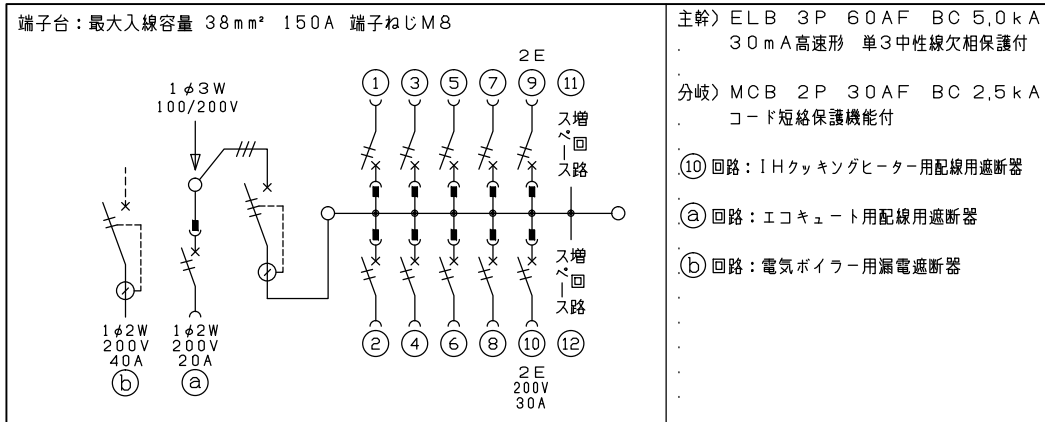 端子台：最大入線容量 38mm² 150A 端子ねじM8
1φ3W
100/200V
2E
① ③ ⑤ ⑦ ⑨ ⑪
増回路スペース
増回路スペース
② ④ ⑥ ⑧ ⑩ ⑫
2E
200V
30A
1φ2W
200V
40A
ⓑ
1φ2W
200V
20A
ⓐ
主幹）ELB 3P 60AF BC 5,0kA
30mA高速形 単3中性線欠相保護付
分岐）MCB 2P 30AF BC 2,5kA
コード短絡保護機能付
⑩回路：IHクッキングヒーター用配線用遮断器
ⓐ回路：エコキュート用配線用遮断器
ⓑ回路：電気ボイラー用漏電遮断器